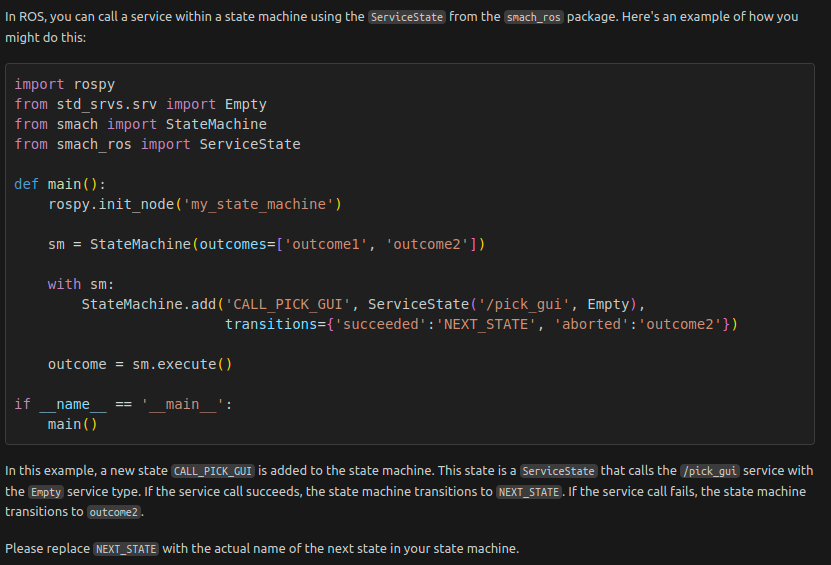 In ROS, you can call a service within a state machine using the ServiceState from the smach_ros package. Here's an example of how you
might do this:
import rospy
from std_srvs.srv import Empty
from smach import StateMachine
from smach_ros import ServiceState
def main():
    rospy.init_node('my_state_machine')
    sm = StateMachine(outcomes=['outcome1', 'outcome2'])
    with sm:
        StateMachine.add('CALL_PICK_GUI', ServiceState('/pick_gui', Empty),
                         transitions={'succeeded':'NEXT_STATE', 'aborted':'outcome2'})
    outcome = sm.execute()
if __name__ == '__main__':
    main()
In this example, a new state CALL_PICK_GUI is added to the state machine. This state is a ServiceState that calls the /pick_gui service with
the Empty service type. If the service call succeeds, the state machine transitions to NEXT_STATE. If the service call fails, the state machine
transitions to outcome2.
Please replace NEXT_STATE with the actual name of the next state in your state machine.